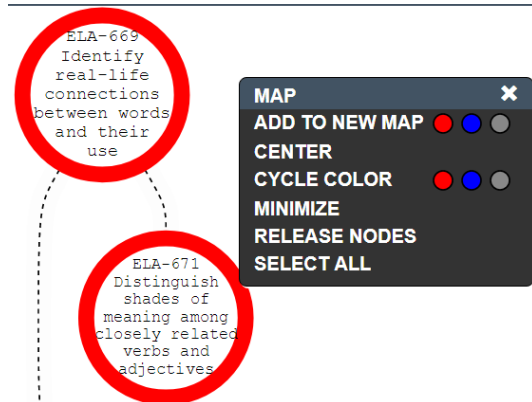 ELA-669
Identify
real-life
connections
between words
and their
use
MAP ✖
ADD TO NEW MAP
CENTER
CYCLE COLOR
MINIMIZE
RELEASE NODES
SELECT ALL
ELA-671
Distinguish
shades of
meaning among
closely related
verbs and
adjectives